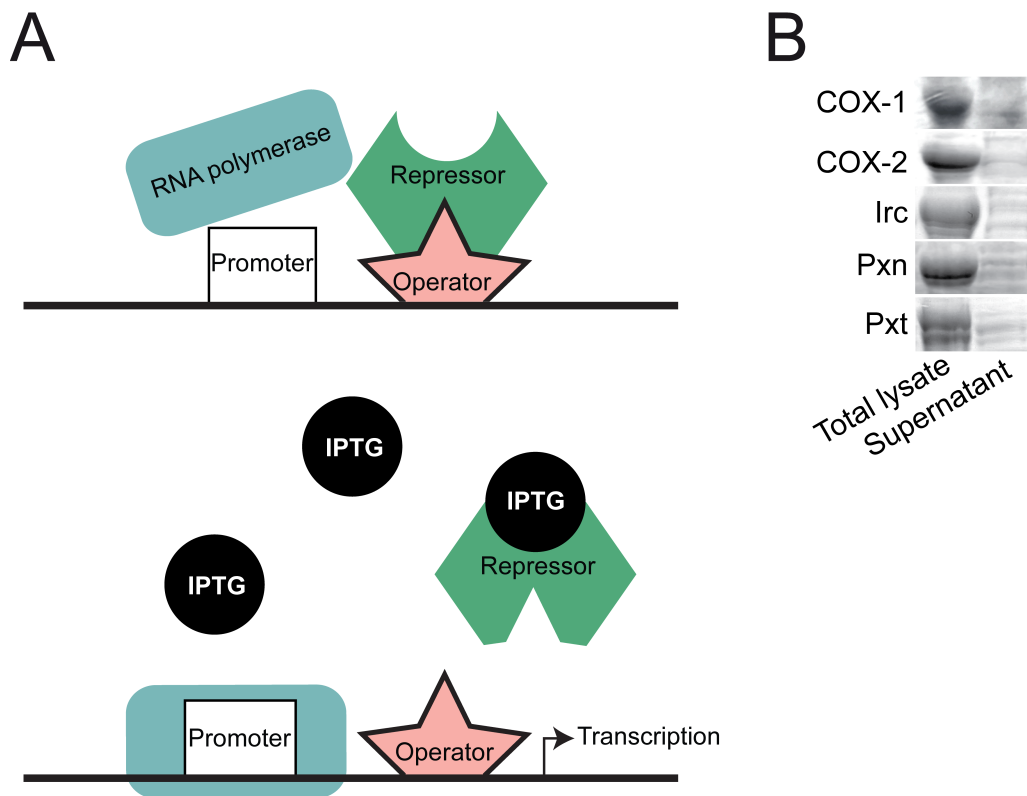 A
RNA polymerase
Repressor
Promoter
Operator
IPTG
IPTG
IPTG
Repressor
Promoter
Operator
Transcription
B
COX-1
COX-2
Irc
Pxn
Pxt
Total lysate
Supernatant